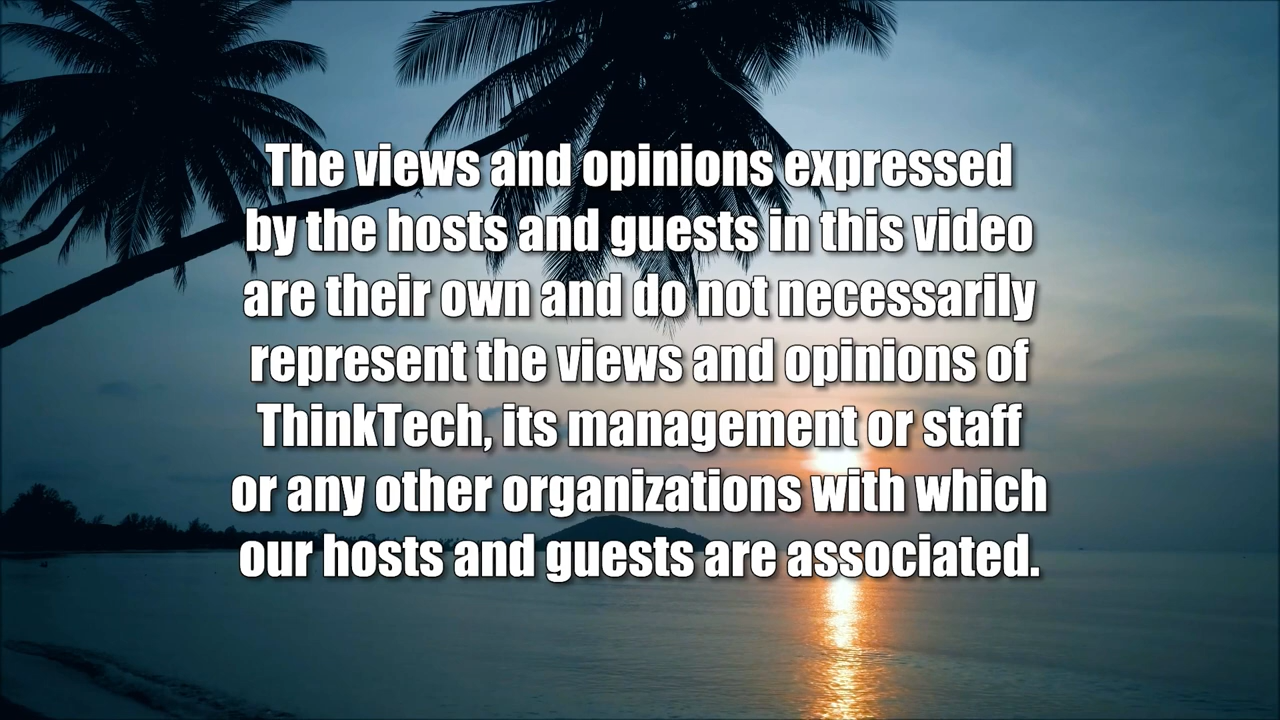 The views and opinions expressed
by the hosts and guests in this video
are their own and do not necessarily
represent the views and opinions of
ThinkTech, its management or staff
or any other organizations with which
our hosts and guests are associated.